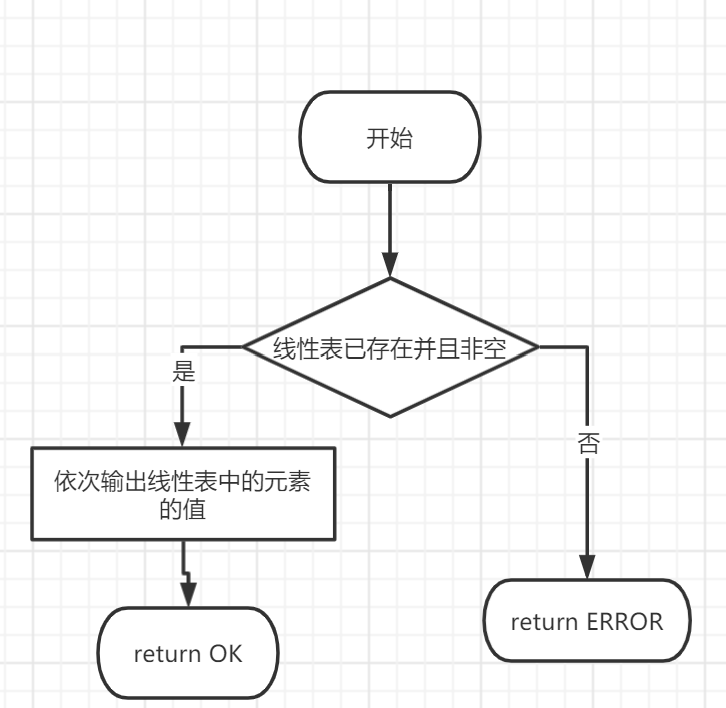 开始
线性表已存在并且非空
是
否
依次输出线性表中的元素
的值
return ERROR
return OK